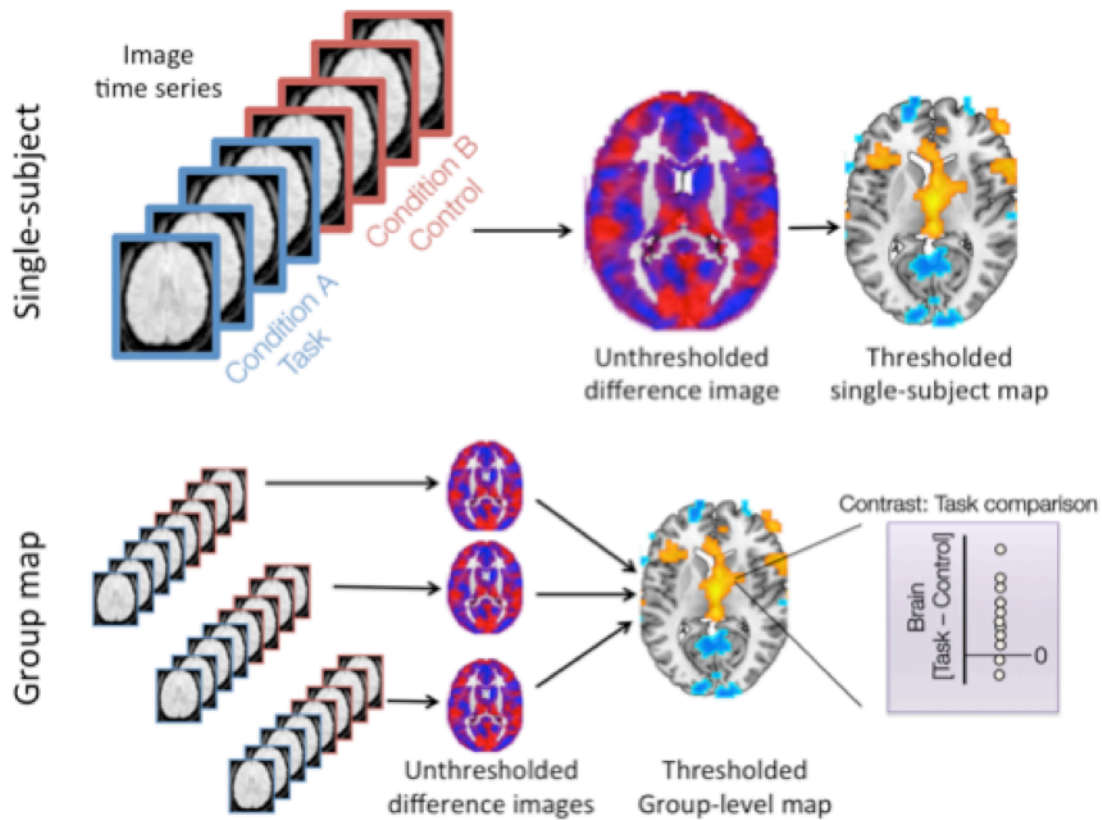 Single-subject
Image
time series
Condition A
Task
Condition B
Control
Unthresholded
difference image
Thresholded
single-subject map
Group map
Unthresholded
difference images
Thresholded
Group-level map
Contrast: Task comparison
Brain
[Task – Control]
0